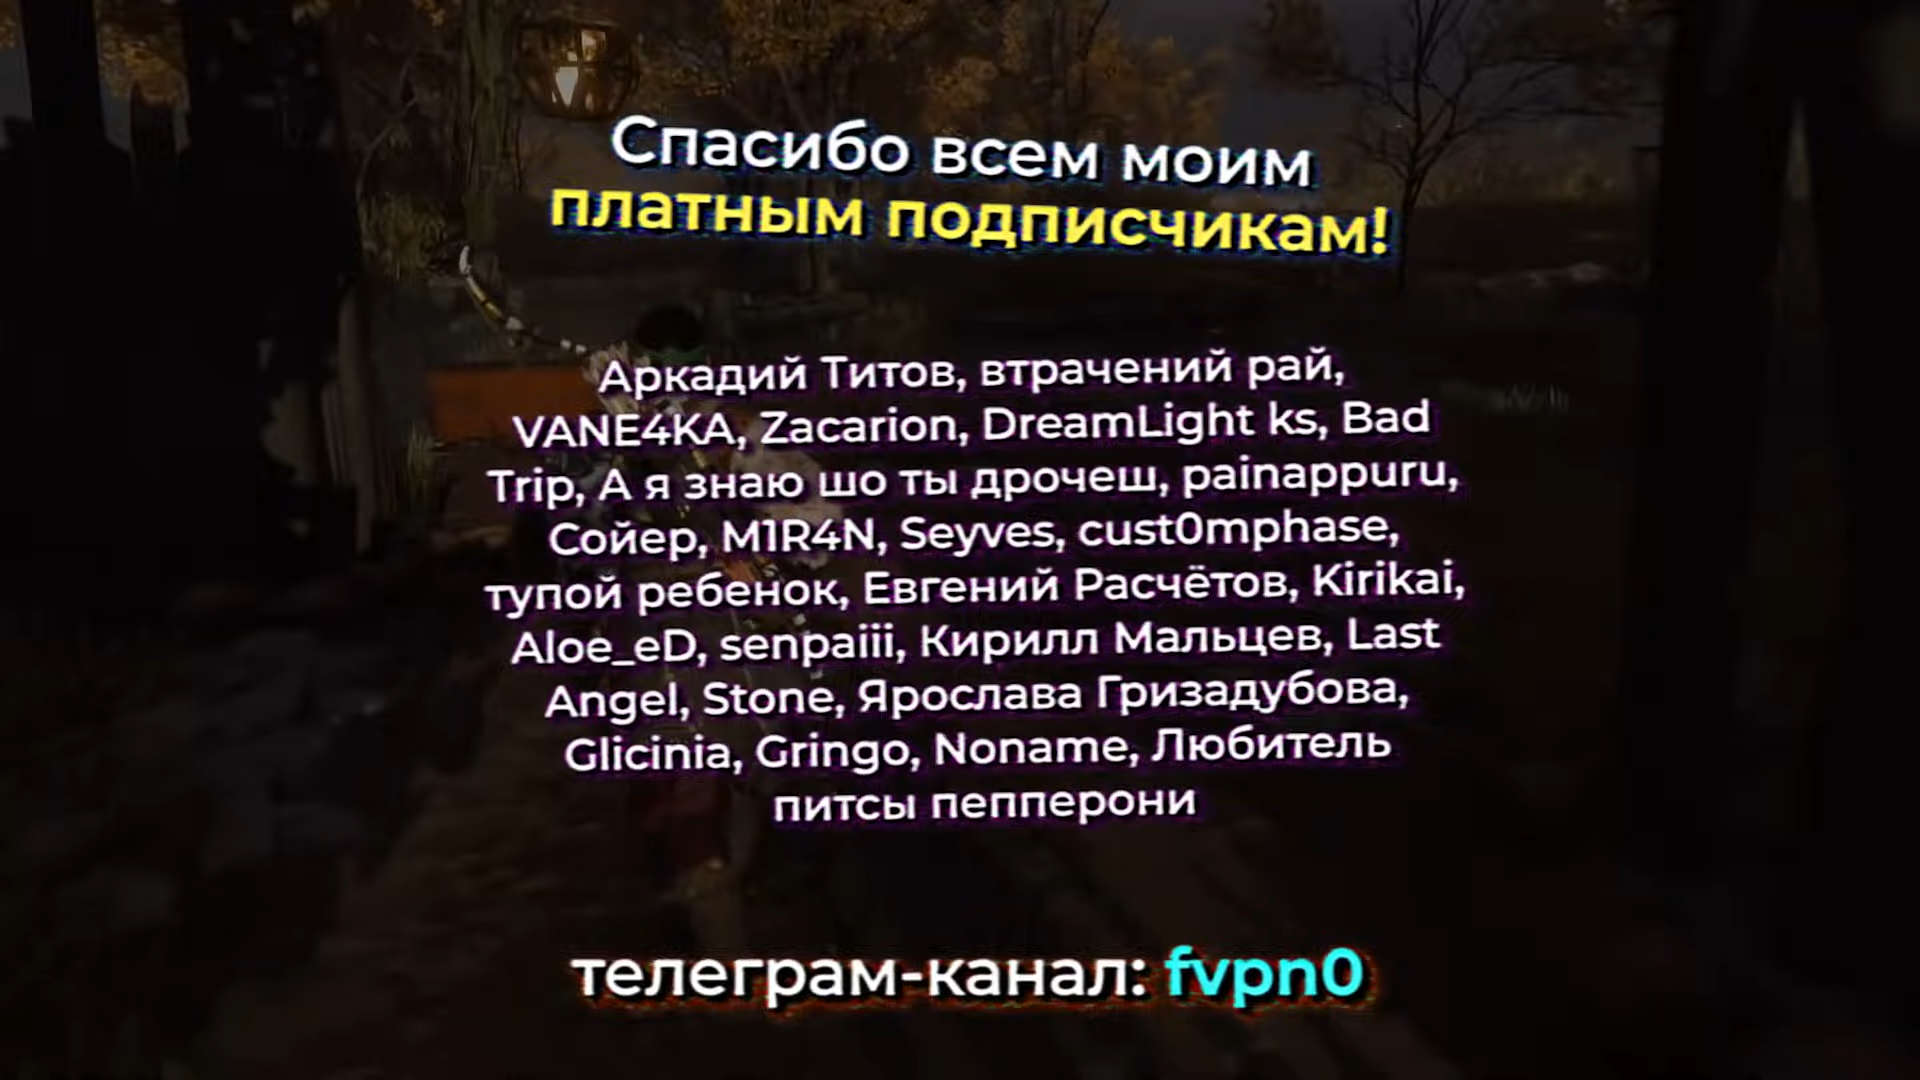 Спасибо всем моим
платным подписчикам!
Аркадий Титов, втрачений рай,
VANE4KA, Zacarion, DreamLight ks, Bad
Trip, А я знаю шо ты дрочеш, painappuru,
Сойер, M1R4N, Seyves, cust0mphase,
тупой ребенок, Евгений Расчётов, Kirikai,
Aloe_eD, senpaiii, Кирилл Мальцев, Last
Angel, Stone, Ярослава Гризадубова,
Glicinia, Gringo, Noname, Любитель
питсы пепперони
телеграм-канал: fvpn0